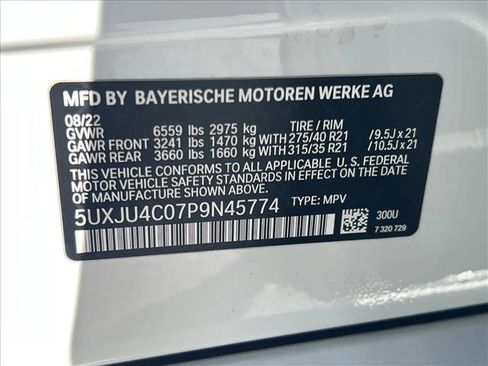 MFD BY BAYERISCHE MOTOREN WERKE AG
08/22 TIRE / RIM
GVWR 6559 lbs 2975 kg
GAWR FRONT 3241 lbs 1470 kg WITH 275/40 R21 /9.5J x 21
GAWR REAR 3660 lbs 1660 kg WITH 315/35 R21 /10.5J x 21
THIS VEHICLE CONFORMS TO ALL APPLICABLE U.S. FEDERAL
MOTOR VEHICLE SAFETY STANDARDS IN EFFECT ON THE
DATE OF MANUFACTURE SHOWN ABOVE.
5UXJU4C07P9N45774 TYPE: MPV
300U
7 320 729